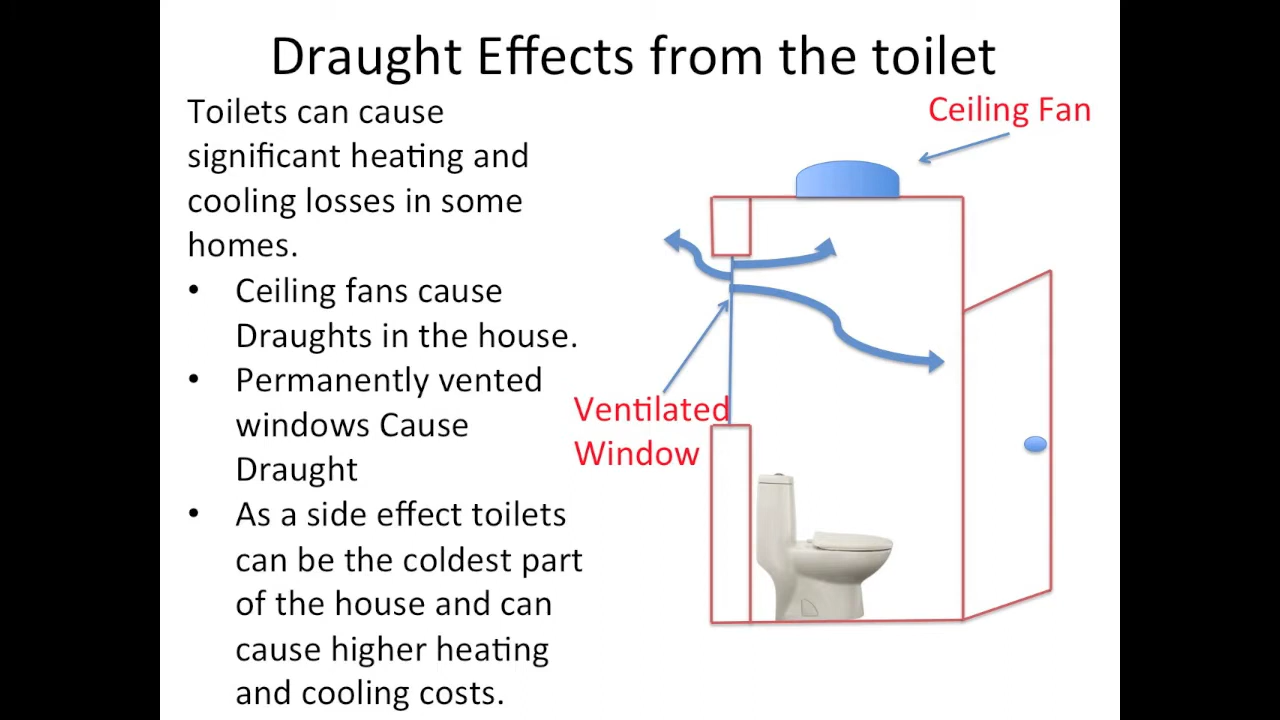 Draught Effects from the toilet
Toilets can cause
significant heating and
cooling losses in some
homes.
• Ceiling fans cause
Draughts in the house.
• Permanently vented
windows Cause
Draught
• As a side effect toilets
can be the coldest part
of the house and can
cause higher heating
and cooling costs.
Ceiling Fan
Ventilated
Window